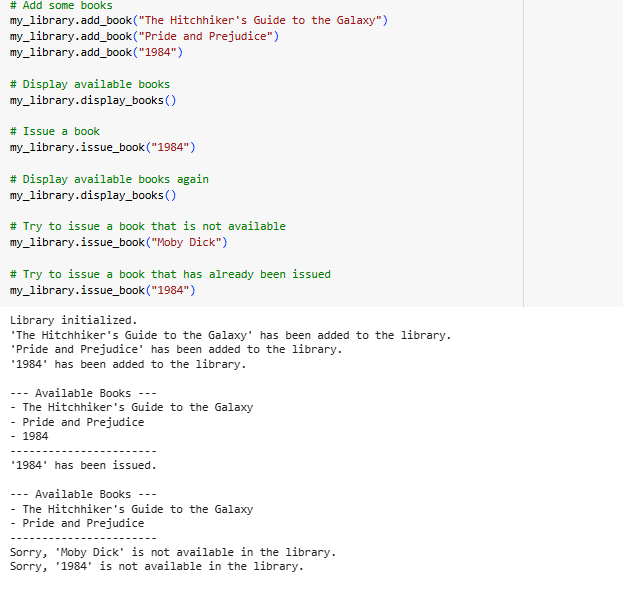 # Add some books
my_library.add_book("The Hitchhiker's Guide to the Galaxy")
my_library.add_book("Pride and Prejudice")
my_library.add_book("1984")
# Display available books
my_library.display_books()
# Issue a book
my_library.issue_book("1984")
# Display available books again
my_library.display_books()
# Try to issue a book that is not available
my_library.issue_book("Moby Dick")
# Try to issue a book that has already been issued
my_library.issue_book("1984")
Library initialized.
'The Hitchhiker's Guide to the Galaxy' has been added to the library.
'Pride and Prejudice' has been added to the library.
'1984' has been added to the library.
--- Available Books ---
- The Hitchhiker's Guide to the Galaxy
- Pride and Prejudice
- 1984
-----------------------
'1984' has been issued.
--- Available Books ---
- The Hitchhiker's Guide to the Galaxy
- Pride and Prejudice
-----------------------
Sorry, 'Moby Dick' is not available in the library.
Sorry, '1984' is not available in the library.